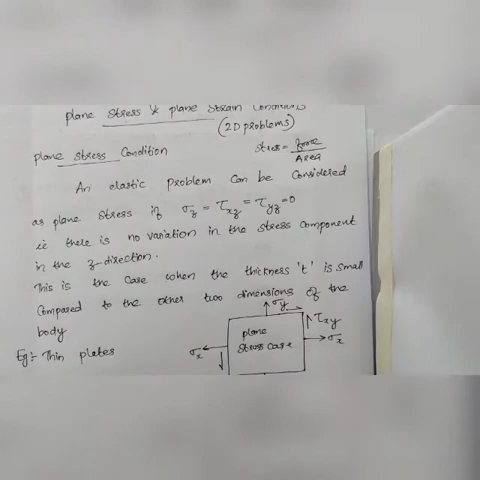 plane Stress & plane Strain Conditions
(2D problems)
plane stress Condition
Stress = Force / Area
An elastic problem Can be Considered
as plane stress if σz = τxz = τyz = 0
ie there is no variation in the stress component
in the z-direction.
This is the case when the thickness 't' is small
Compared to the other two dimensions of the
body
Eg:- Thin plates
σy
τxy
plane
stress case
σx
σx